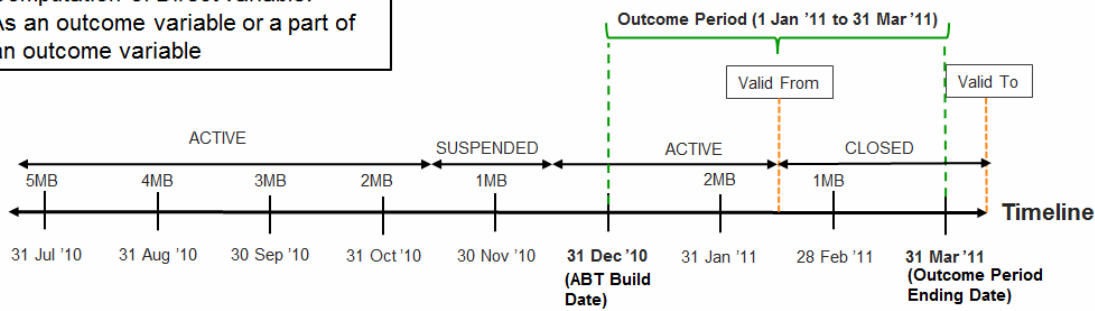 As an outcome variable or a part of
an outcome variable
Outcome Period (1 Jan '11 to 31 Mar '11)
Valid From
Valid To
ACTIVE
SUSPENDED
ACTIVE
CLOSED
5MB
4MB
3MB
2MB
1MB
2MB
1MB
Timeline
31 Jul '10
31 Aug '10
30 Sep '10
31 Oct '10
30 Nov '10
31 Dec '10
(ABT Build
Date)
31 Jan '11
28 Feb '11
31 Mar '11
(Outcome Period
Ending Date)